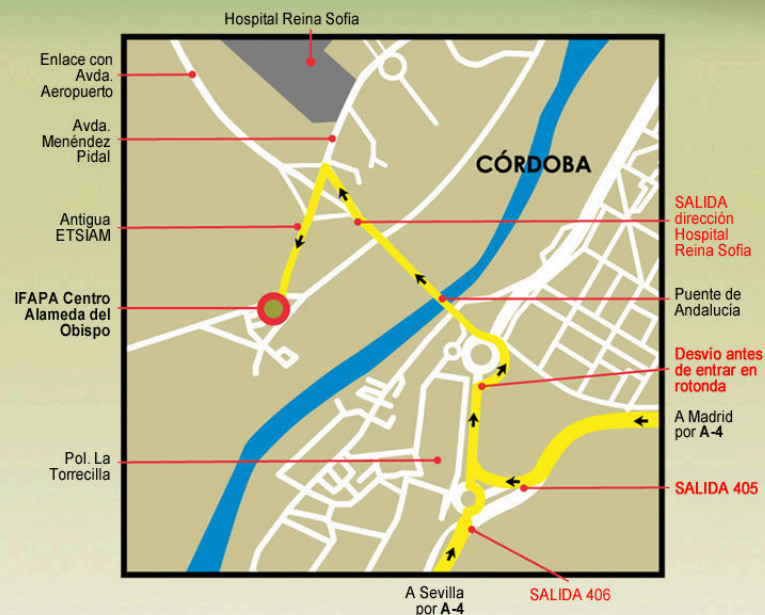 Hospital Reina Sofía
Enlace con
Avda.
Aeropuerto
Avda.
Menéndez
Pidal
CÓRDOBA
Antigua
ETSIAM
SALIDA
dirección
Hospital
Reina Sofía
IFAPA Centro
Alameda del
Obispo
Puente de
Andalucía
Desvío antes
de entrar en
rotonda
A Madrid
por A-4
Pol. La
Torrecilla
SALIDA 405
A Sevilla
por A-4
SALIDA 406